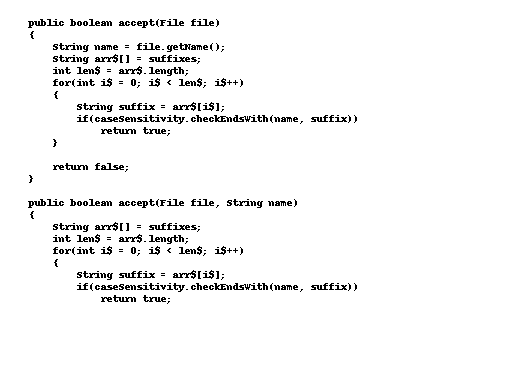 public boolean accept(File file)
{
    String name = file.getName();
    String arr$[] = suffixes;
    int len$ = arr$.length;
    for(int i$ = 0; i$ < len$; i$++)
    {
        String suffix = arr$[i$];
        if(caseSensitivity.checkEndsWith(name, suffix))
            return true;
    }

    return false;
}

public boolean accept(File file, String name)
{
    String arr$[] = suffixes;
    int len$ = arr$.length;
    for(int i$ = 0; i$ < len$; i$++)
    {
        String suffix = arr$[i$];
        if(caseSensitivity.checkEndsWith(name, suffix))
            return true;